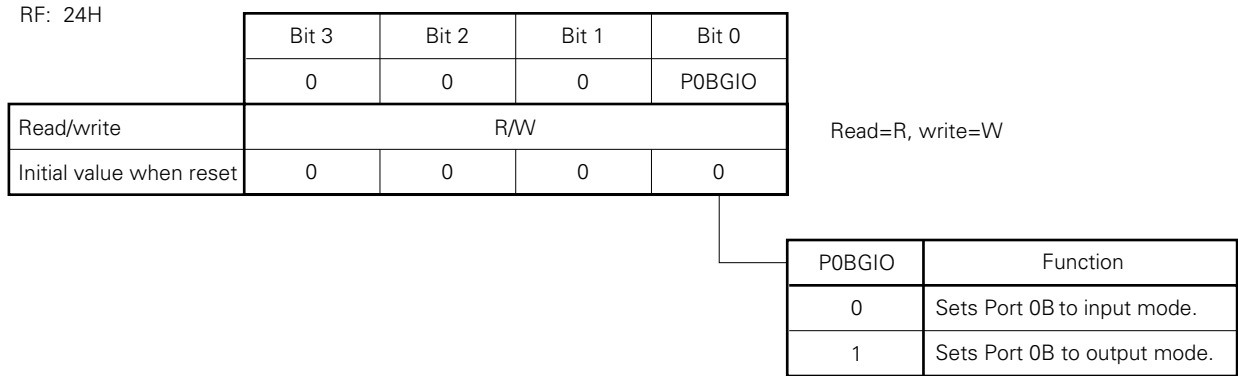 RF: 24H
Bit 3 Bit 2 Bit 1 Bit 0
0 0 0 P0BGIO
Read/write R/W Read=R, write=W
Initial value when reset 0 0 0 0
P0BGIO Function
0 Sets Port 0B to input mode.
1 Sets Port 0B to output mode.